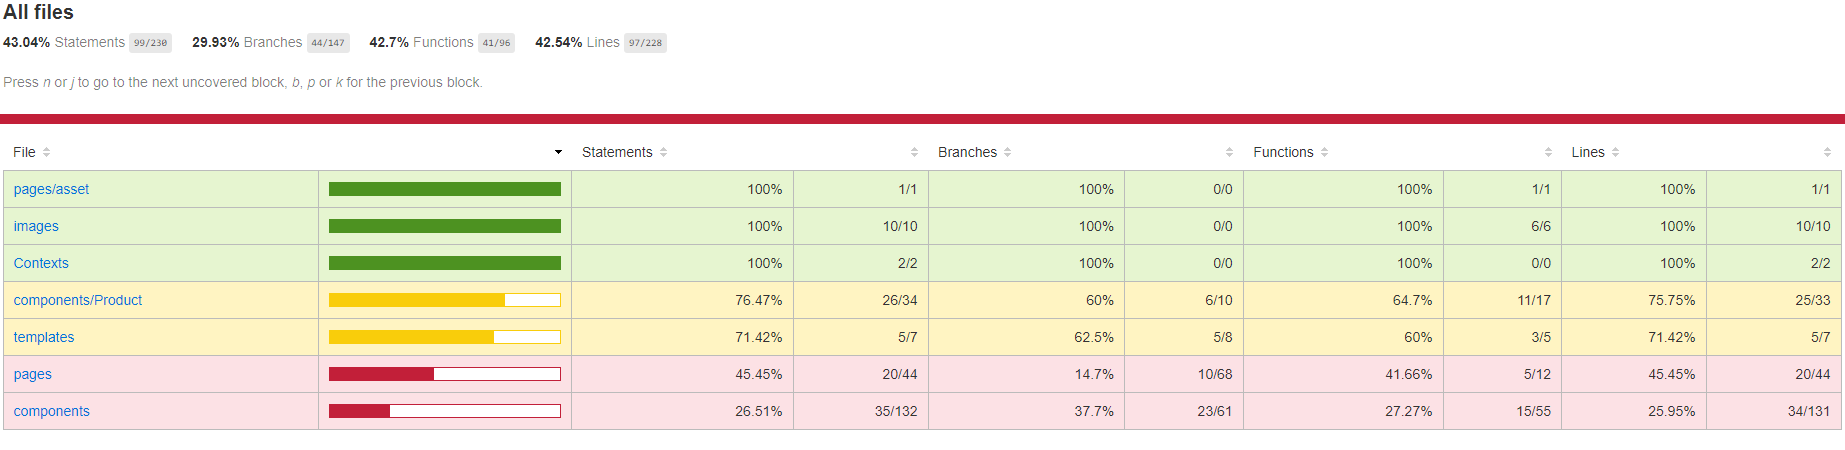 All files
43.04% Statements 99/230 29.93% Branches 44/147 42.7% Functions 41/96 42.54% Lines 97/228
Press n or j to go to the next uncovered block, b, p or k for the previous block.
File Statements Branches Functions Lines
pages/asset 100% 1/1 100% 0/0 100% 1/1 100% 1/1
images 100% 10/10 100% 0/0 100% 6/6 100% 10/10
Contexts 100% 2/2 100% 0/0 100% 0/0 100% 2/2
components/Product 76.47% 26/34 60% 6/10 64.7% 11/17 75.75% 25/33
templates 71.42% 5/7 62.5% 5/8 60% 3/5 71.42% 5/7
pages 45.45% 20/44 14.7% 10/68 41.66% 5/12 45.45% 20/44
components 26.51% 35/132 37.7% 23/61 27.27% 15/55 25.95% 34/131